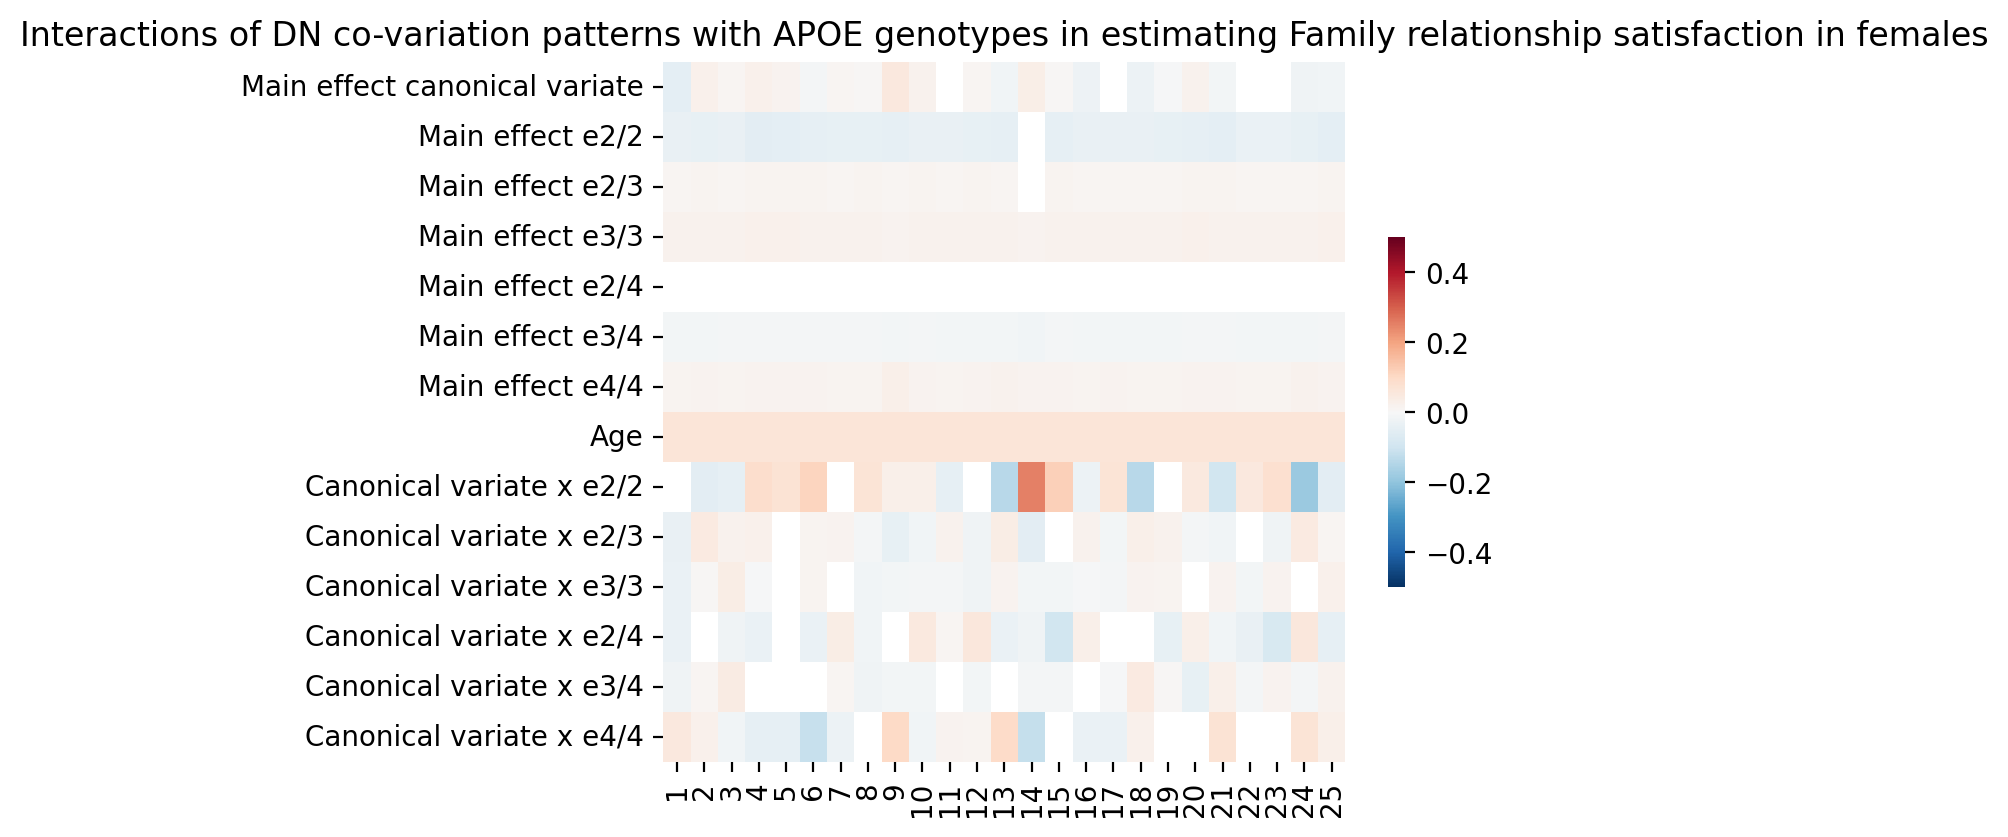 Interactions of DN co-variation patterns with APOE genotypes in estimating Family relationship satisfaction in females
Main effect canonical variate
Main effect e2/2
Main effect e2/3
Main effect e3/3
Main effect e2/4
Main effect e3/4
Main effect e4/4
Age
Canonical variate x e2/2
Canonical variate x e2/3
Canonical variate x e3/3
Canonical variate x e2/4
Canonical variate x e3/4
Canonical variate x e4/4
1 2 3 4 5 6 7 8 9 10 11 12 13 14 15 16 17 18 19 20 21 22 23 24 25
0.4
0.2
0.0
−0.2
−0.4